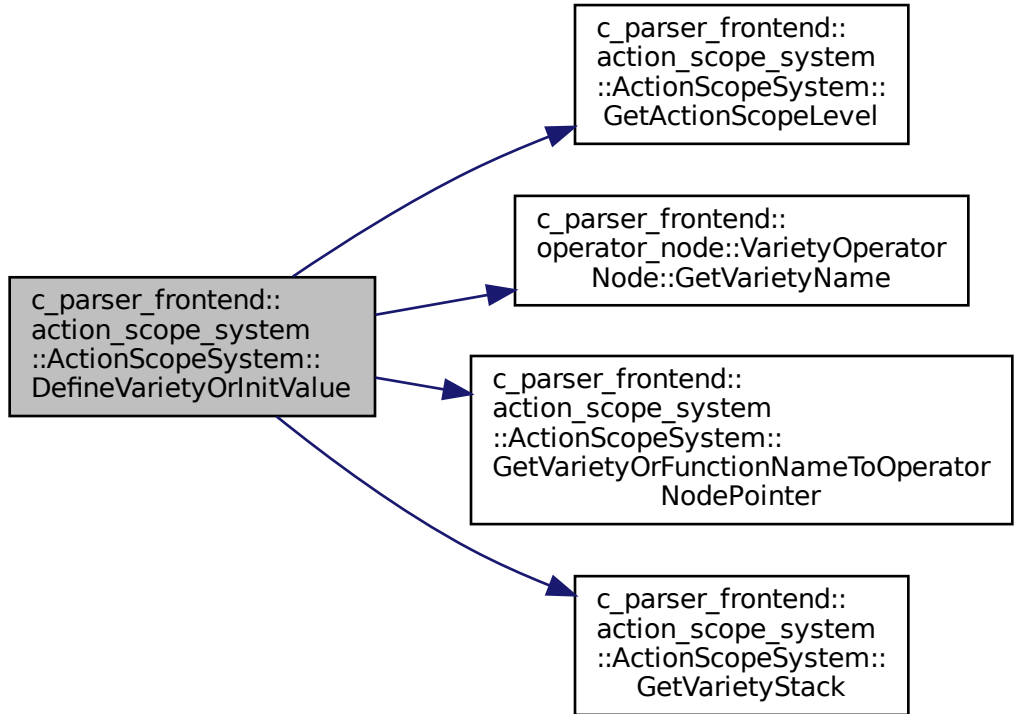 c_parser_frontend::
action_scope_system
::ActionScopeSystem::
GetActionScopeLevel
c_parser_frontend::
operator_node::VarietyOperator
Node::GetVarietyName
c_parser_frontend::
action_scope_system
::ActionScopeSystem::
DefineVarietyOrInitValue
c_parser_frontend::
action_scope_system
::ActionScopeSystem::
GetVarietyOrFunctionNameToOperator
NodePointer
c_parser_frontend::
action_scope_system
::ActionScopeSystem::
GetVarietyStack